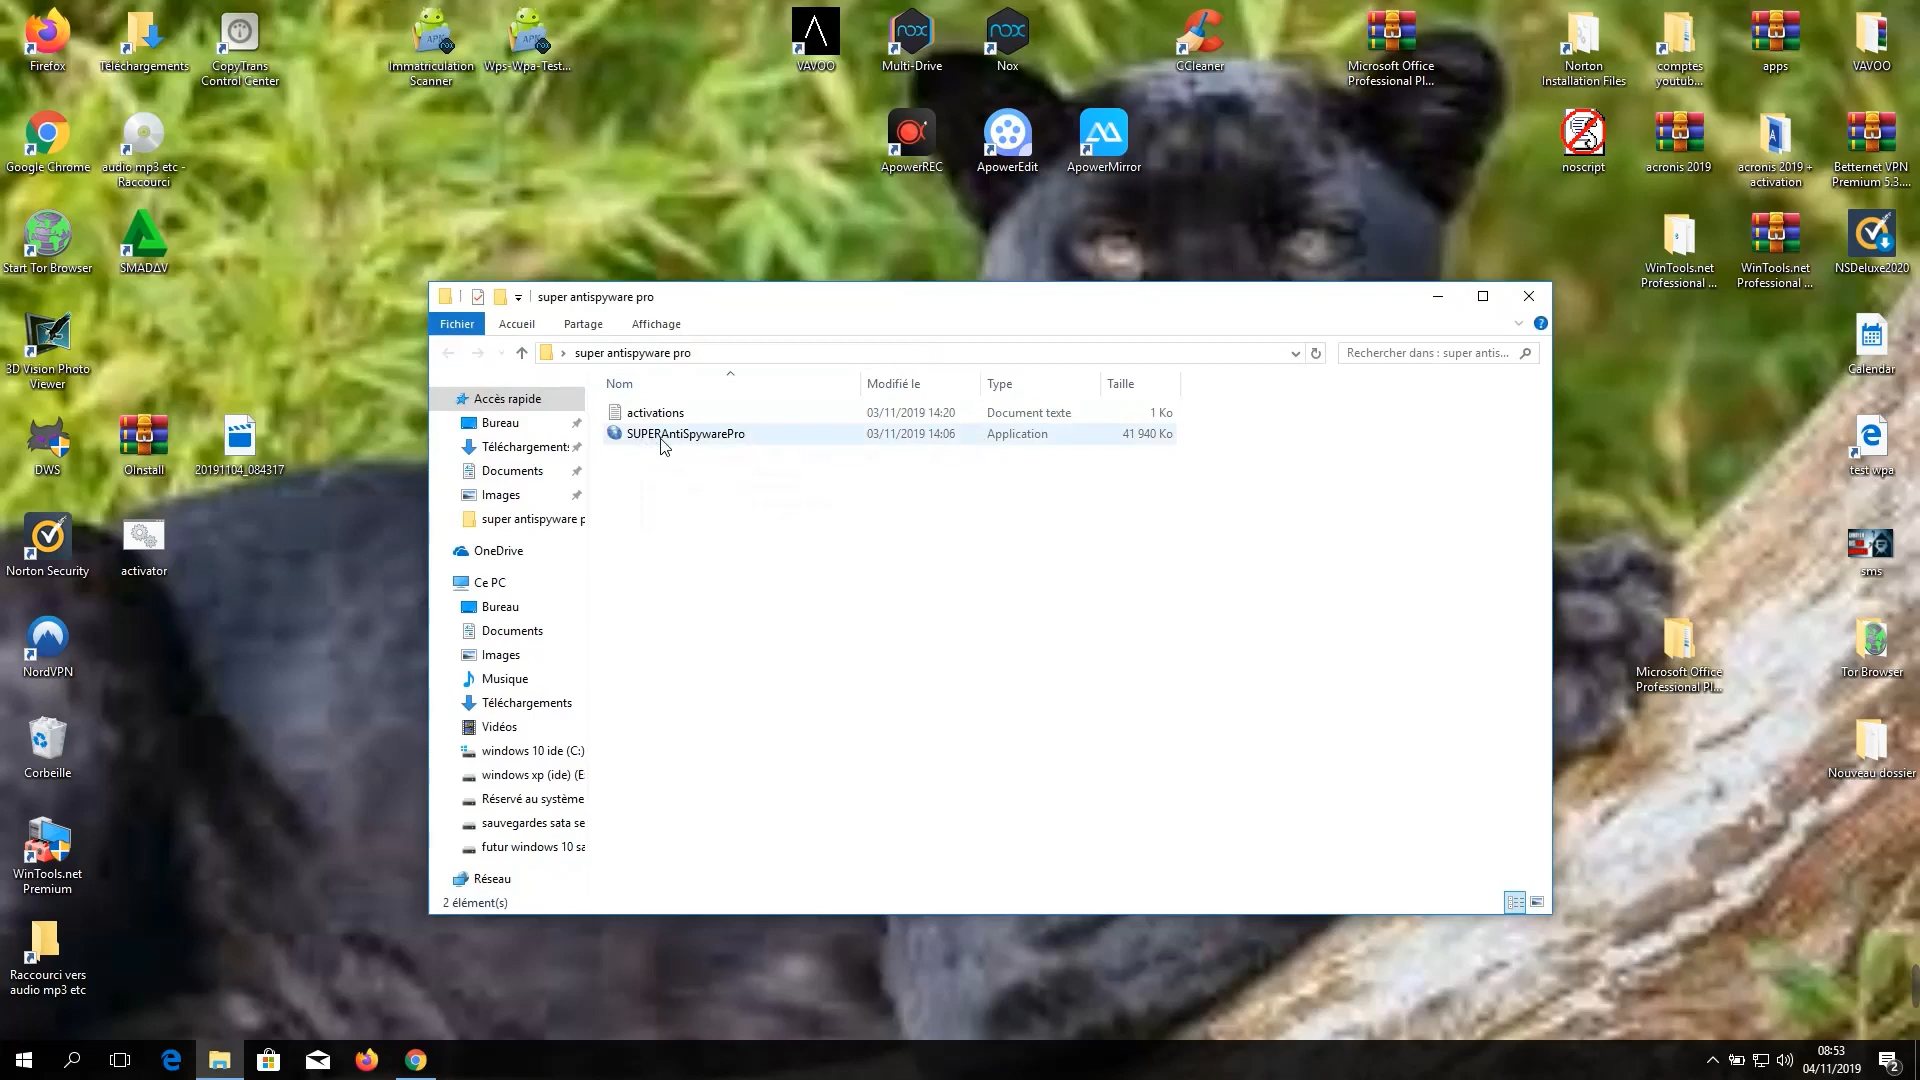 Firefox
Téléchargements
CopyTrans
Control Center
Immatriculation
Scanner
Wps-Wpa-Test...
VAVOO
Multi-Drive
Nox
CCleaner
Microsoft Office
Professional Pl...
Norton
Installation Files
comptes
youtub...
apps
VAVOO
Google Chrome
audio mp3 etc -
Raccourci
ApowerREC
ApowerEdit
ApowerMirror
noscript
acronis 2019
acronis 2019 +
activation
Betternet VPN
Premium 5.3....
Start Tor Browser
SMADΔV
WinTools.net
Professional ...
WinTools.net
Professional ...
NSDeluxe2020
3D Vision Photo
Viewer
Calendar
DWS
OInstall
20191104_084317
test wpa
Norton Security
activator
sms
NordVPN
Microsoft Office
Professional Pl...
Tor Browser
Corbeille
Nouveau dossier
WinTools.net
Premium
Raccourci vers
audio mp3 etc
super antispyware pro
Fichier
Accueil
Partage
Affichage
super antispyware pro
Rechercher dans : super antis...
Nom
Modifié le
Type
Taille
activations
03/11/2019 14:20
Document texte
1 Ko
SUPERAntiSpywarePro
03/11/2019 14:06
Application
41 940 Ko
Accès rapide
Bureau
Téléchargements
Documents
Images
super antispyware p
OneDrive
Ce PC
Bureau
Documents
Images
Musique
Téléchargements
Vidéos
windows 10 ide (C:)
windows xp (ide) (E:
Réservé au système
sauvegardes sata se
futur windows 10 sa
Réseau
2 élément(s)
08:53
04/11/2019
2